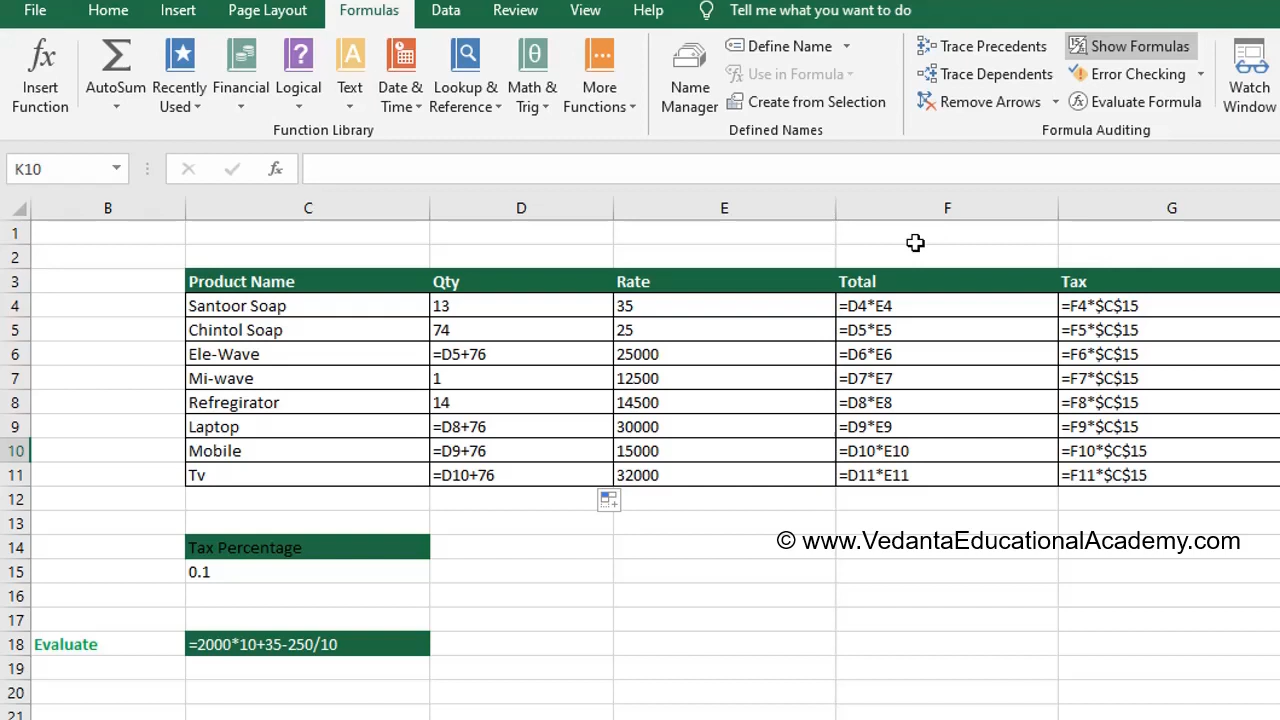 File Home Insert Page Layout Formulas Data Review View Help Tell me what you want to do
fx Σ ? A θ
Insert Function AutoSum Recently Used Financial Logical Text Date & Time Lookup & Reference Math & Trig More Functions
Function Library
Name Manager
Define Name
Use in Formula
Create from Selection
Defined Names
Trace Precedents Show Formulas
Trace Dependents Error Checking
Remove Arrows Evaluate Formula
Formula Auditing
Watch Window
K10 fx
B C D E F G
1
2
3 Product Name Qty Rate Total Tax
4 Santoor Soap 13 35 =D4*E4 =F4*$C$15
5 Chintol Soap 74 25 =D5*E5 =F5*$C$15
6 Ele-Wave =D5+76 25000 =D6*E6 =F6*$C$15
7 Mi-wave 1 12500 =D7*E7 =F7*$C$15
8 Refregirator 14 14500 =D8*E8 =F8*$C$15
9 Laptop =D8+76 30000 =D9*E9 =F9*$C$15
10 Mobile =D9+76 15000 =D10*E10 =F10*$C$15
11 Tv =D10+76 32000 =D11*E11 =F11*$C$15
12
13
14 Tax Percentage © www.VedantaEducationalAcademy.com
15 0.1
16
17
18 Evaluate =2000*10+35-250/10
19
20
21